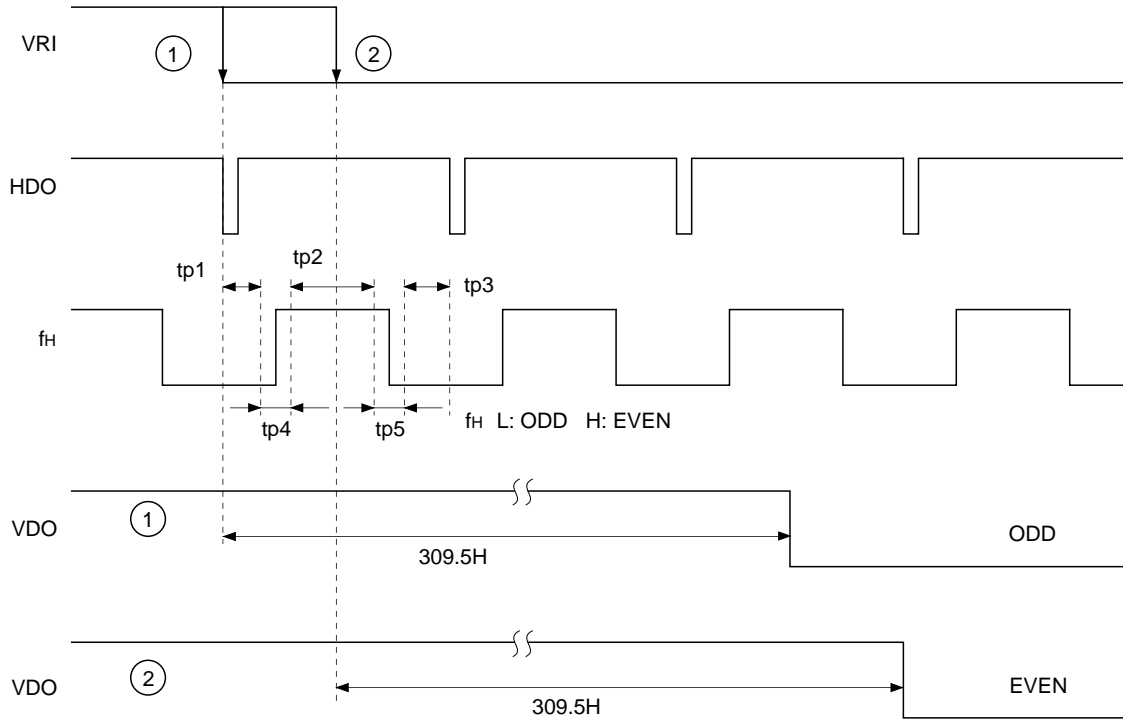 VRI
1
2
HDO
tp1
tp2
tp3
fH
tp4
tp5
fH L: ODD H: EVEN
VDO
1
309.5H
ODD
VDO
2
309.5H
EVEN